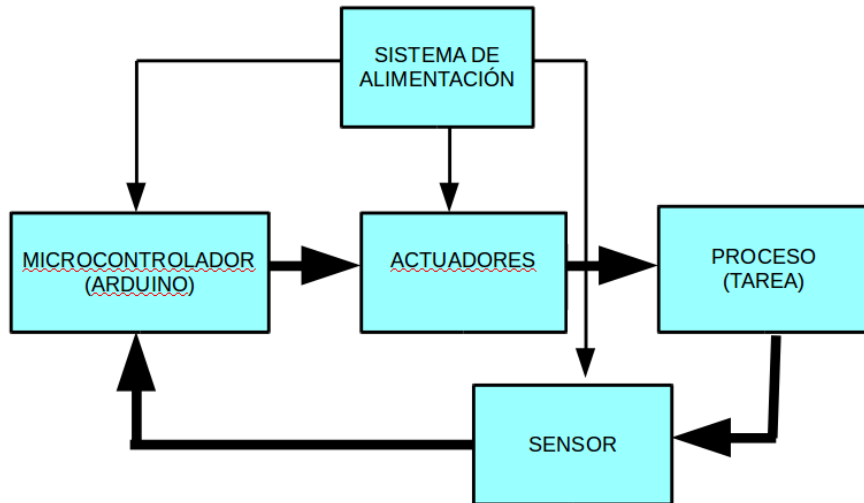 SISTEMA DE
ALIMENTACIÓN
MICROCONTROLADOR
(ARDUINO)
ACTUADORES
PROCESO
(TAREA)
SENSOR